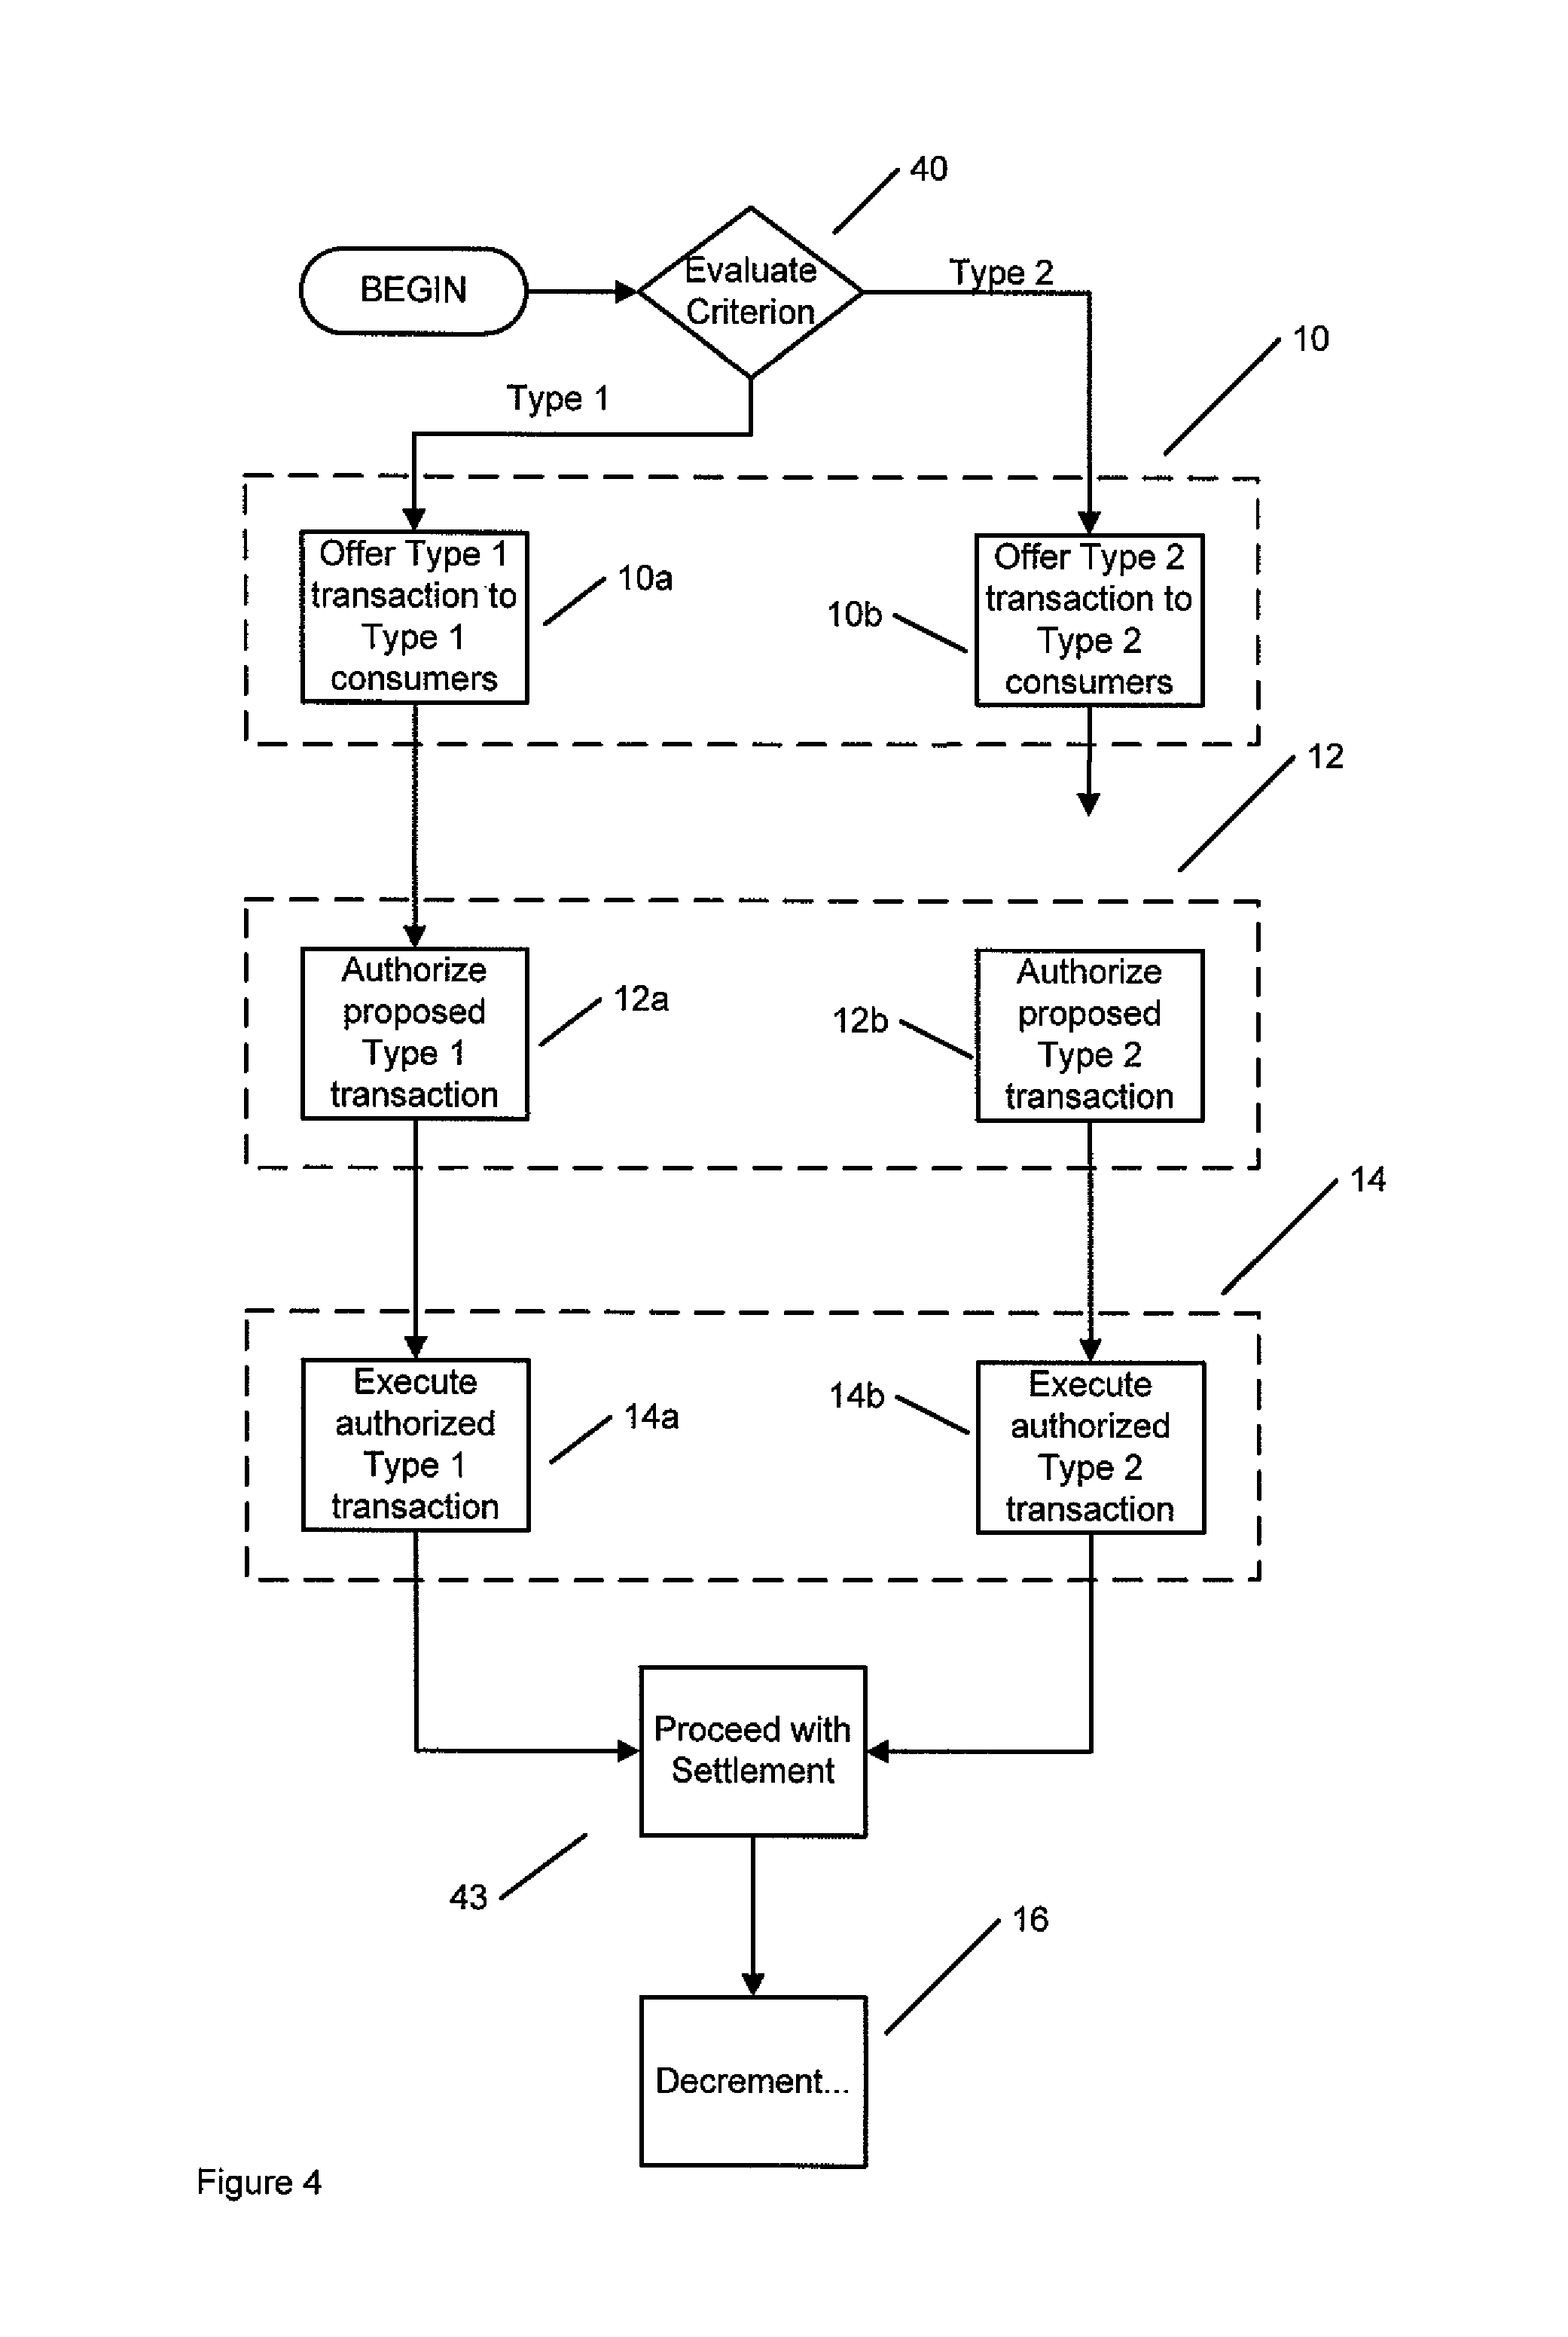 40
BEGIN
Evaluate
Criterion
Type 2
10
Type 1
Offer Type 1
transaction to
Type 1
consumers
10a
10b
Offer Type 2
transaction to
Type 2
consumers
12
Authorize
proposed
Type 1
transaction
12a
12b
Authorize
proposed
Type 2
transaction
14
Execute
authorized
Type 1
transaction
14a
14b
Execute
authorized
Type 2
transaction
Proceed with
Settlement
43
16
Decrement...
Figure 4